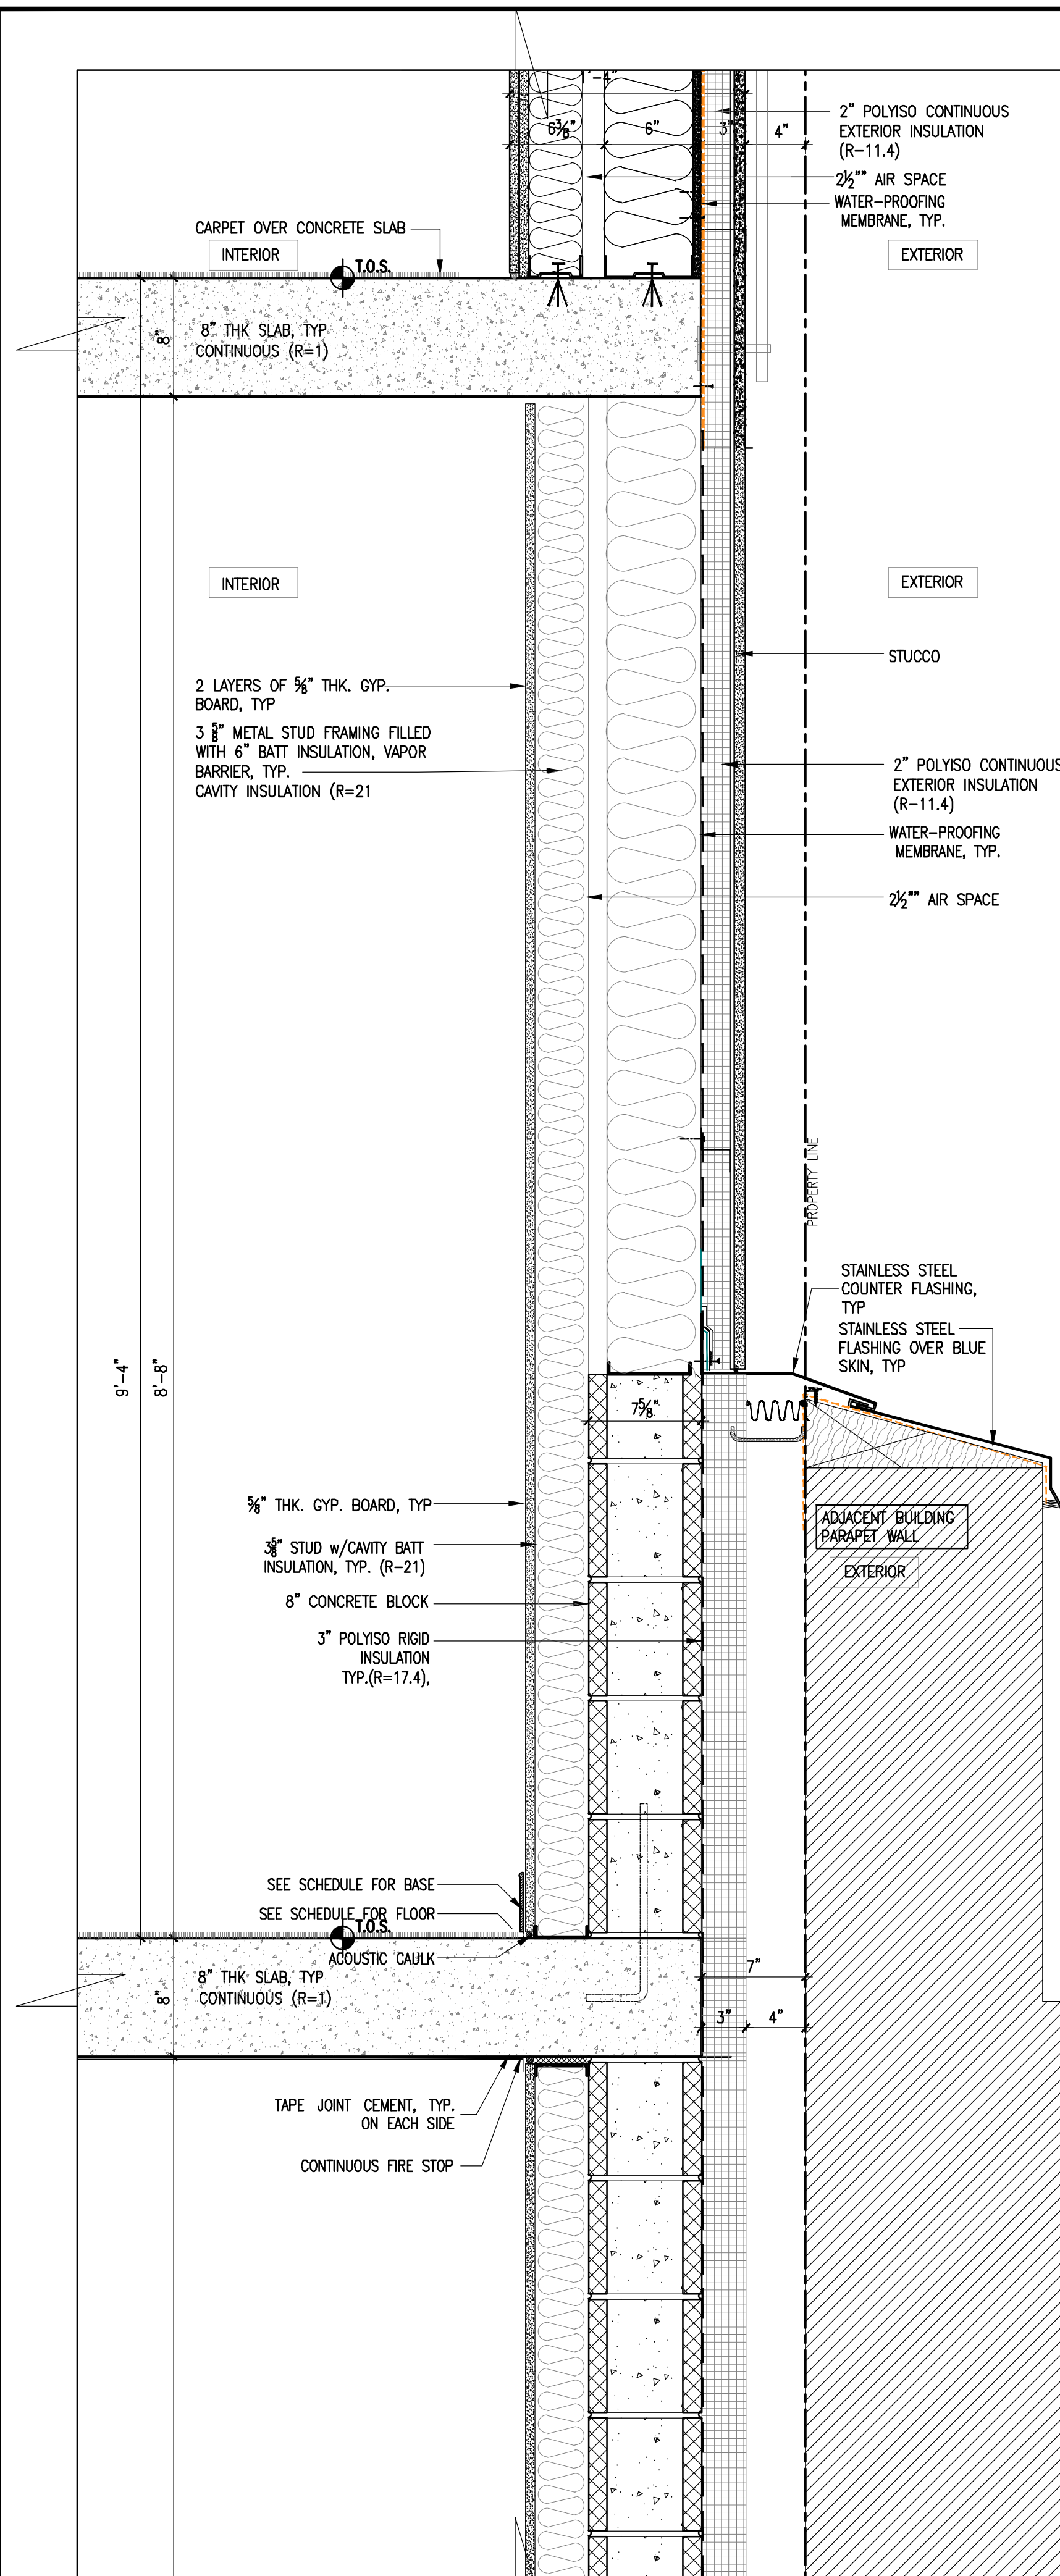 1'-4"
6⅜"
6"
3"
4"
2" POLYISO CONTINUOUS
EXTERIOR INSULATION
(R-11.4)
2½"" AIR SPACE
WATER-PROOFING
MEMBRANE, TYP.
CARPET OVER CONCRETE SLAB
INTERIOR
EXTERIOR
T.O.S.
8" THK SLAB, TYP
CONTINUOUS (R=1)
8"
INTERIOR
EXTERIOR
STUCCO
2 LAYERS OF ⅝" THK. GYP.
BOARD, TYP
3 ⅝" METAL STUD FRAMING FILLED
WITH 6" BATT INSULATION, VAPOR
BARRIER, TYP.
CAVITY INSULATION (R=21
2" POLYISO CONTINUOUS
EXTERIOR INSULATION
(R-11.4)
WATER-PROOFING
MEMBRANE, TYP.
2½"" AIR SPACE
PROPERTY LINE
STAINLESS STEEL
COUNTER FLASHING,
TYP
STAINLESS STEEL
FLASHING OVER BLUE
SKIN, TYP
9'-4"
8'-8"
7⅝"
⅝" THK. GYP. BOARD, TYP
3⅝" STUD w/CAVITY BATT
INSULATION, TYP. (R-21)
8" CONCRETE BLOCK
3" POLYISO RIGID
INSULATION
TYP.(R=17.4),
ADJACENT BUILDING
PARAPET WALL
EXTERIOR
SEE SCHEDULE FOR BASE
SEE SCHEDULE FOR FLOOR
T.O.S.
ACOUSTIC CAULK
8" THK SLAB, TYP
CONTINUOUS (R=1)
8"
7"
3"
4"
TAPE JOINT CEMENT, TYP.
ON EACH SIDE
CONTINUOUS FIRE STOP